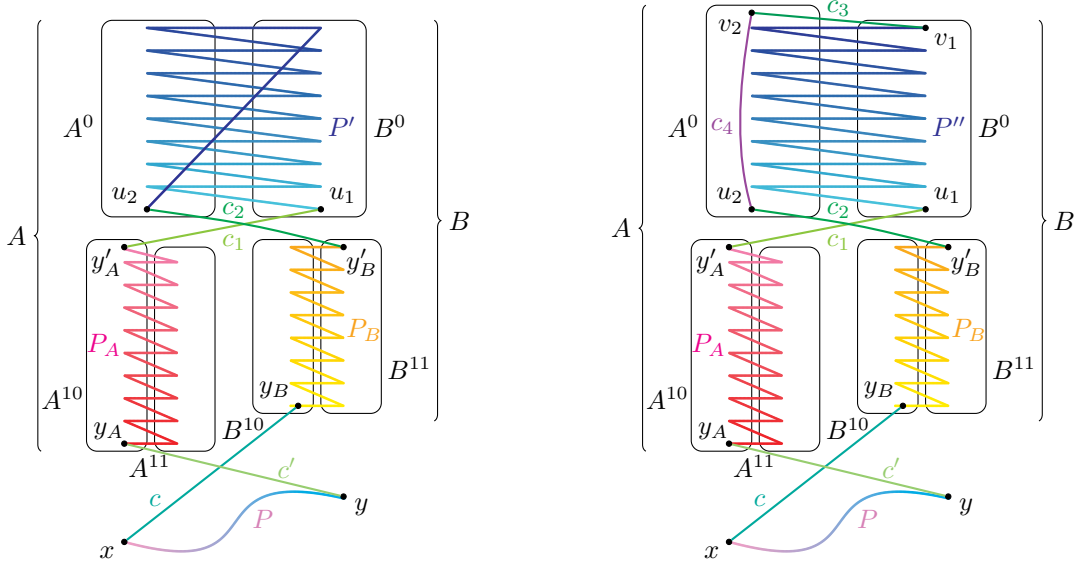 A
A^0
P'
B^0
u_2
c_2
u_1
c_1
B
y'_A
y'_B
P_A
P_B
A^{10}
y_B
B^{11}
y_A
B^{10}
A^{11}
c
c'
y
P
x
c_3
v_2
v_1
A^0
c_4
P''
B^0
u_2
c_2
u_1
c_1
A
B
y'_A
y'_B
P_A
P_B
A^{10}
y_B
B^{11}
y_A
B^{10}
A^{11}
c
c'
y
P
x